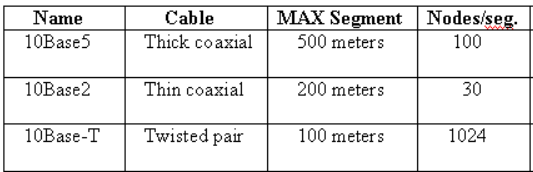 Name Cable MAX Segment Nodes/seg.
10Base5 Thick coaxial 500 meters 100
10Base2 Thin coaxial 200 meters 30
10Base-T Twisted pair 100 meters 1024